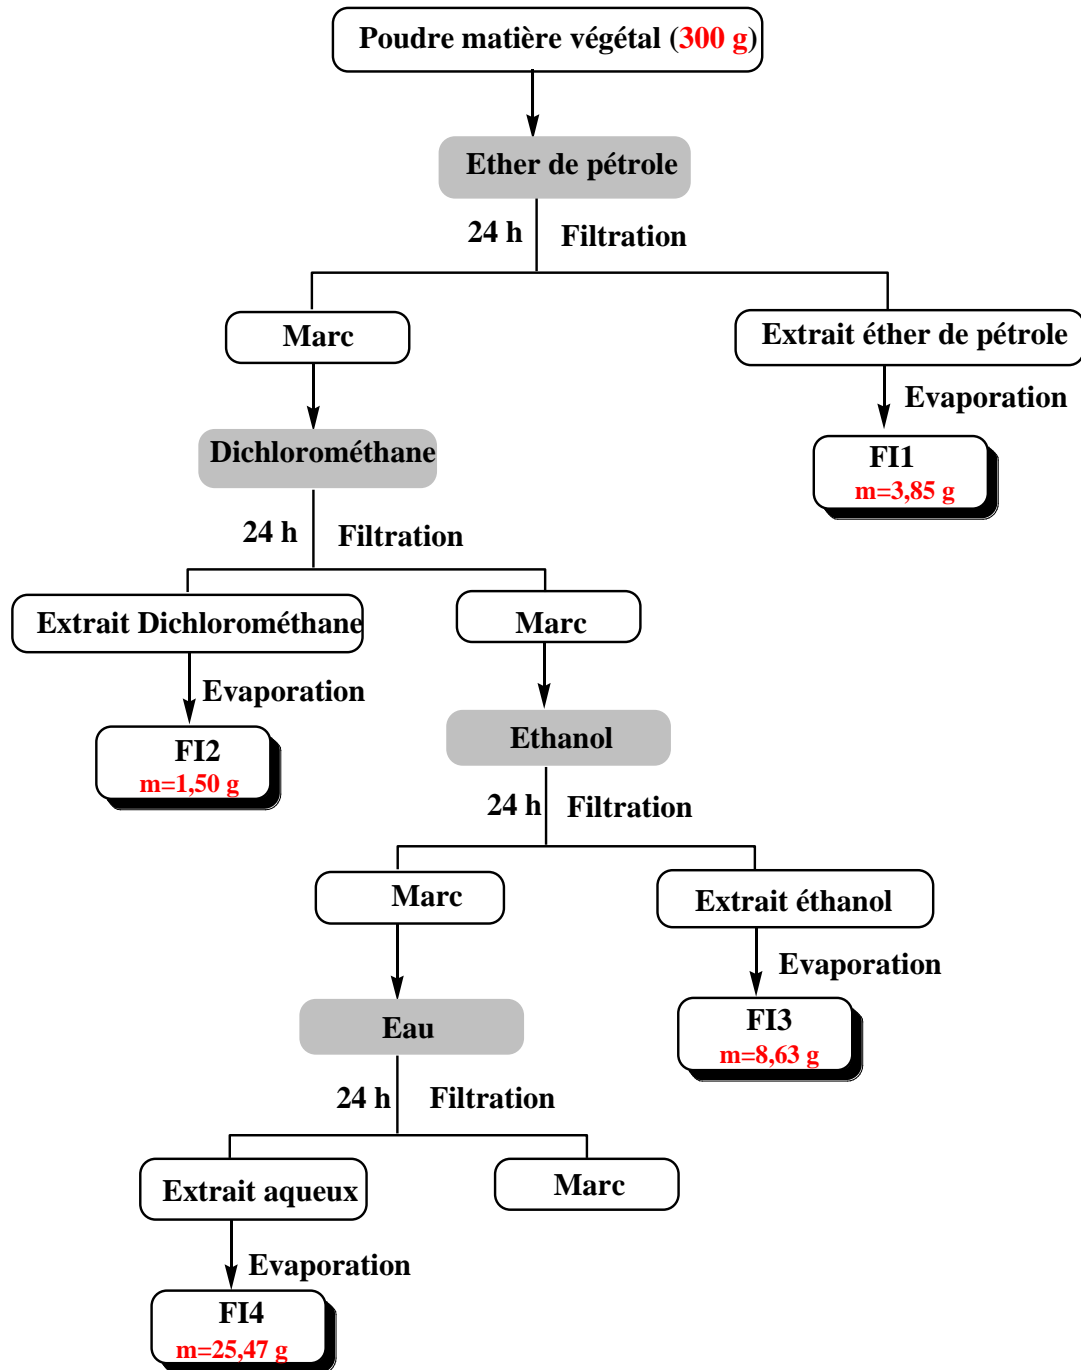 Poudre matière végétal (300 g)
Ether de pétrole
24 h Filtration
Marc
Extrait éther de pétrole
Evaporation
Dichlorométhane
FI1
m=3,85 g
24 h Filtration
Extrait Dichlorométhane
Marc
Evaporation
FI2
m=1,50 g
Ethanol
24 h Filtration
Marc
Extrait éthanol
Evaporation
Eau
FI3
m=8,63 g
24 h Filtration
Extrait aqueux
Marc
Evaporation
FI4
m=25,47 g